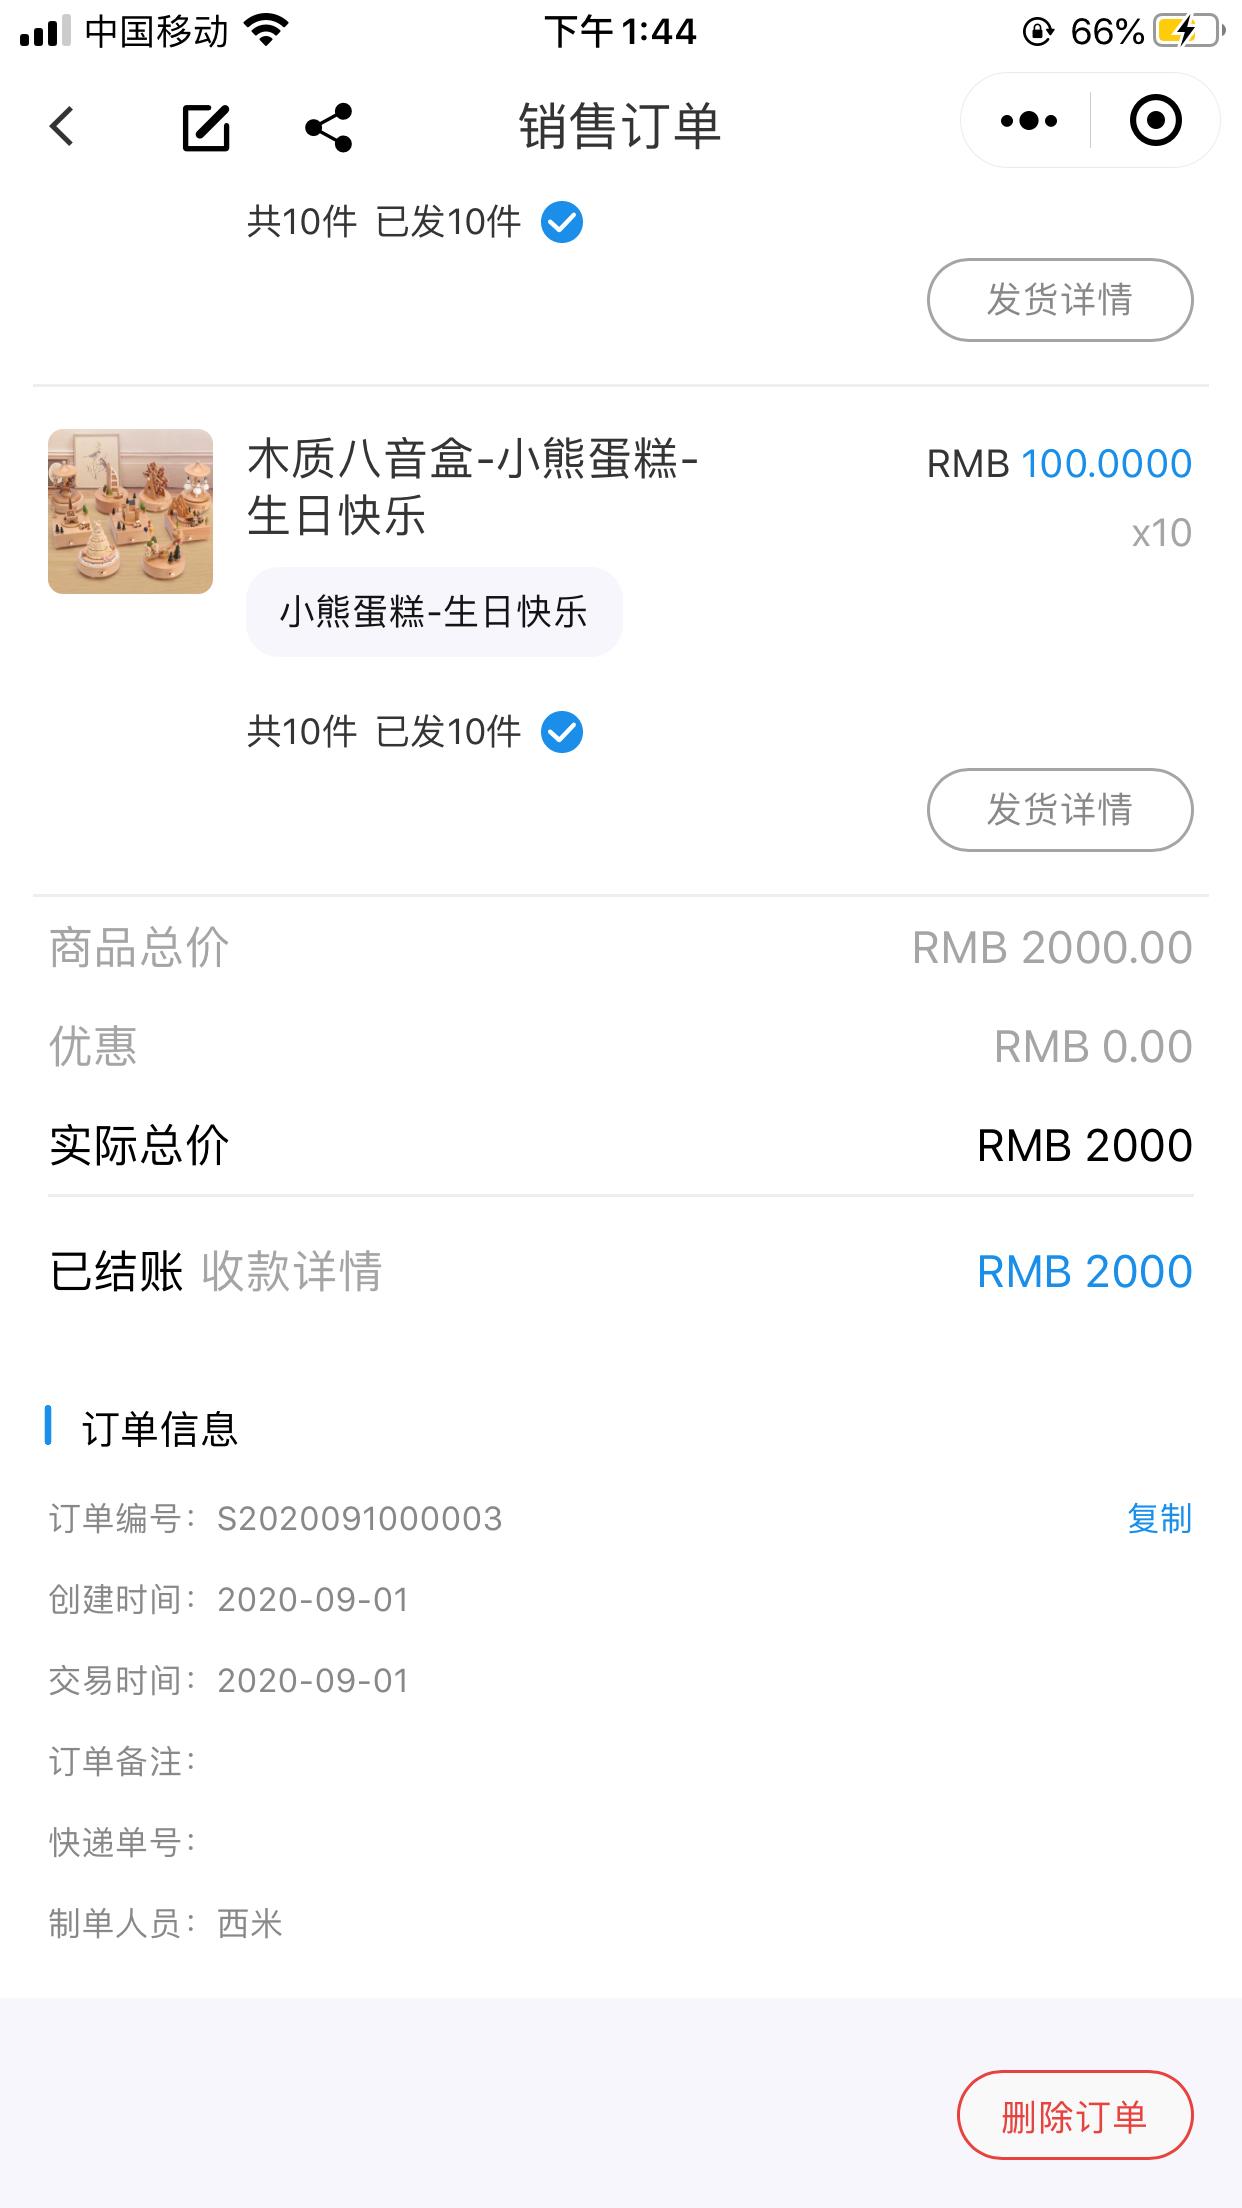 中国移动
下午 1:44
66%
销售订单
共10件 已发10件
发货详情
木质八音盒-小熊蛋糕-
生日快乐
RMB 100.0000
x10
小熊蛋糕-生日快乐
共10件 已发10件
发货详情
商品总价 RMB 2000.00
优惠 RMB 0.00
实际总价 RMB 2000
已结账 收款详情 RMB 2000
订单信息
订单编号：S2020091000003 复制
创建时间：2020-09-01
交易时间：2020-09-01
订单备注：
快递单号：
制单人员：西米
删除订单